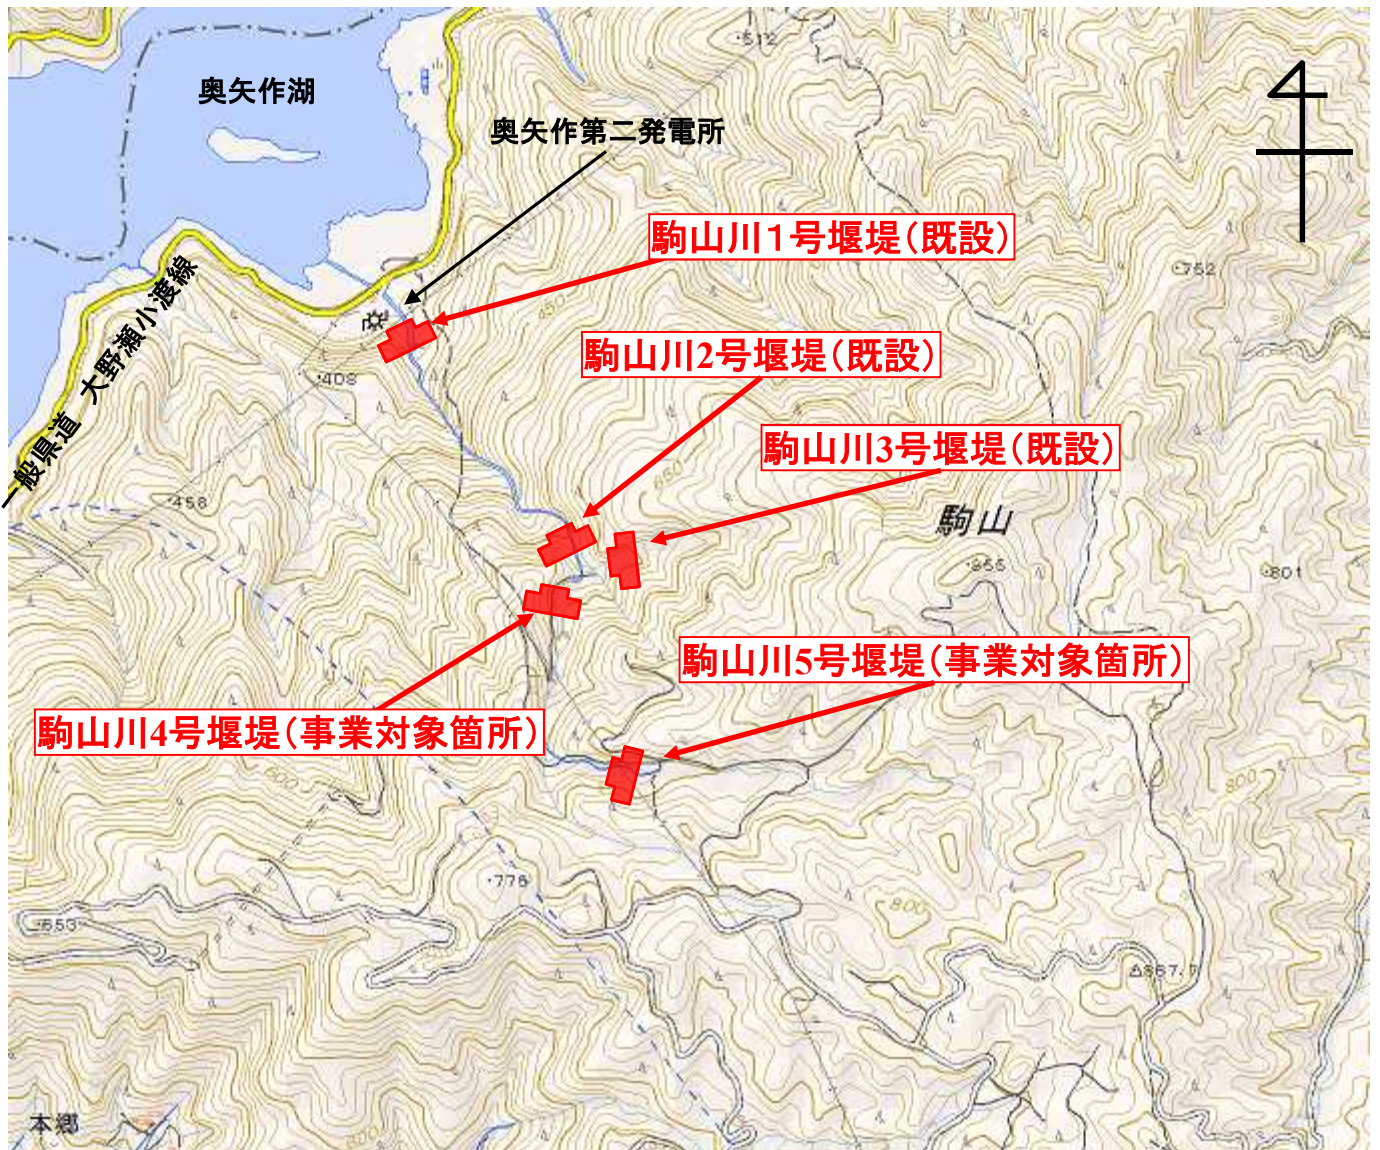 ・512
奥矢作湖
奥矢作第二発電所
駒山川１号堰堤（既設）
・752
一般県道 大野瀬小渡線
450
駒山川2号堰堤（既設）
・408
駒山川3号堰堤（既設）
・458
駒山
・801
駒山川5号堰堤（事業対象箇所）
駒山川4号堰堤（事業対象箇所）
600
800
・776
800
・653
本郷